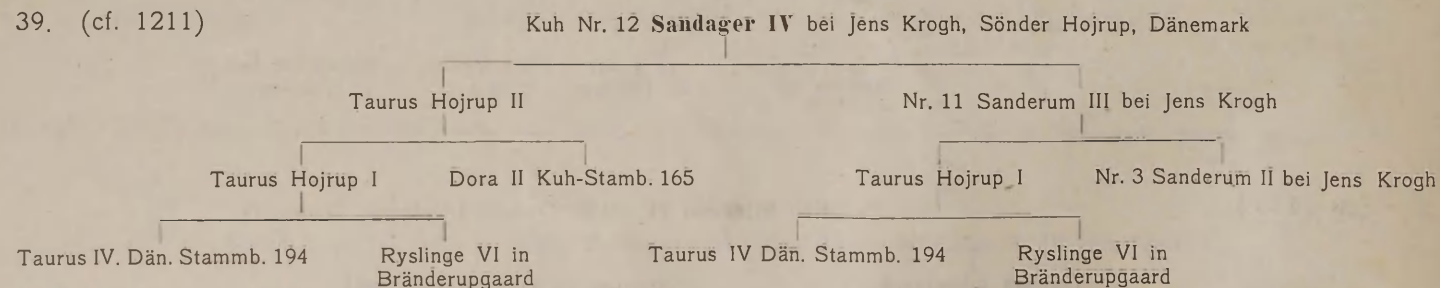 39. (cf. 1211) Kuh Nr. 12 Sandager IV bei Jens Krogh, Sönder Hojrup, Dänemark
Taurus Hojrup II Nr. 11 Sanderum III bei Jens Krogh
Taurus Hojrup I Dora II Kuh-Stamb. 165 Taurus Hojrup I Nr. 3 Sanderum II bei Jens Krogh
Taurus IV. Dän. Stammb. 194 Ryslinge VI in Taurus IV Dän. Stammb. 194 Ryslinge VI in
Bränderupgaard Bränderupgaard